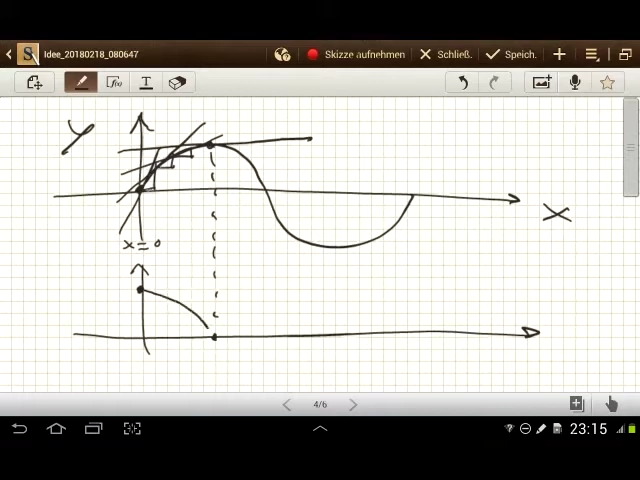 Idee_20180218_080647
Skizze aufnehmen
Schließ.
Speich.
f(x)
T
y
x
x = 0
4/6
23:15